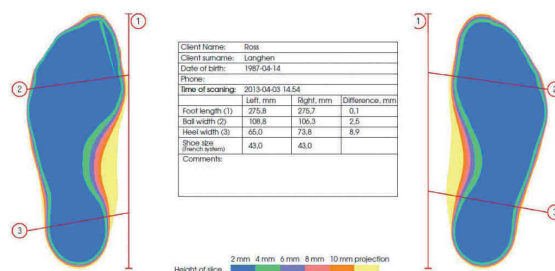 1
1
2
2
3
3
Client Name: Ross
Client surname: Langhen
Date of birth: 1987-04-14
Phone:
Time of scaning: 2013-04-03 14.54
Left, mm Right, mm Difference, mm
Foot length (1) 275,8 275,7 0,1
Ball width (2) 108,8 106,3 2,5
Heel width (3) 65,0 73,8 8,9
Shoe size 43,0 43,0
(French system)
Comments:
2 mm 4 mm 6 mm 8 mm 10 mm projection
Height of slice